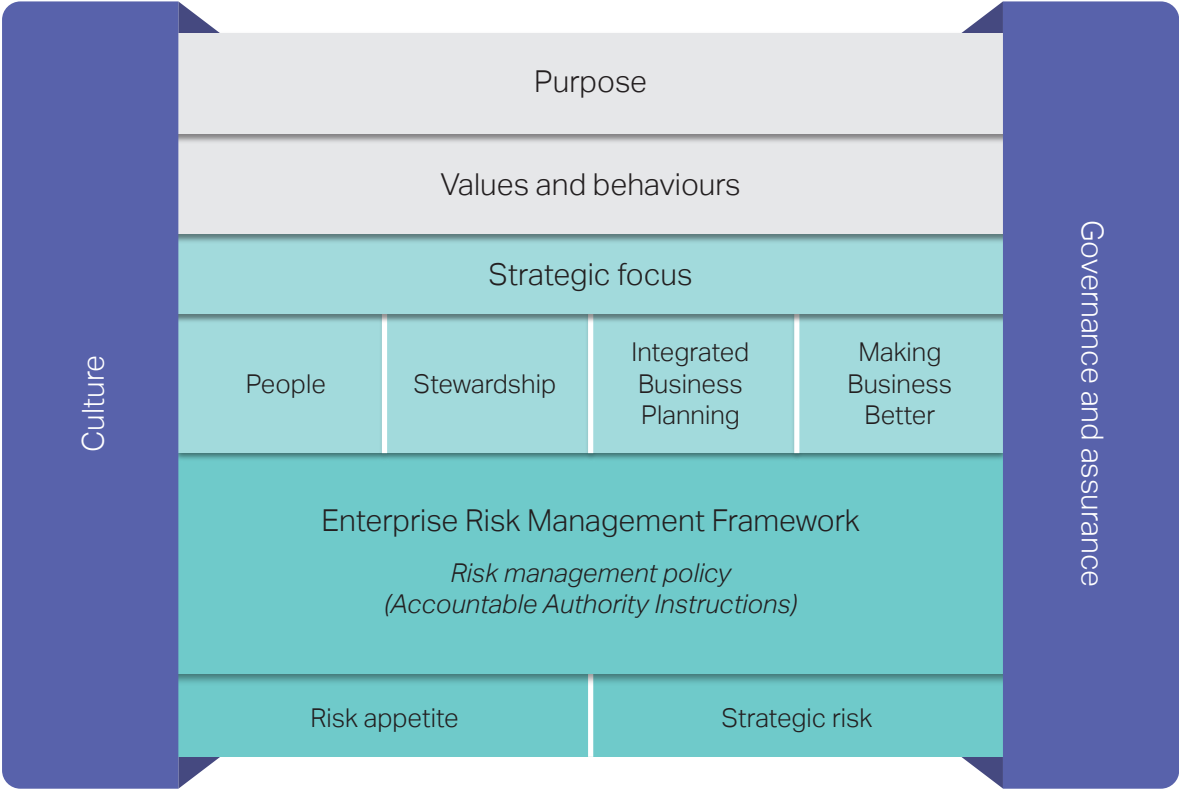 Culture
Purpose
Values and behaviours
Strategic focus
People
Stewardship
Integrated
Business
Planning
Making
Business
Better
Enterprise Risk Management Framework
Risk management policy
(Accountable Authority Instructions)
Risk appetite
Strategic risk
Governance and assurance